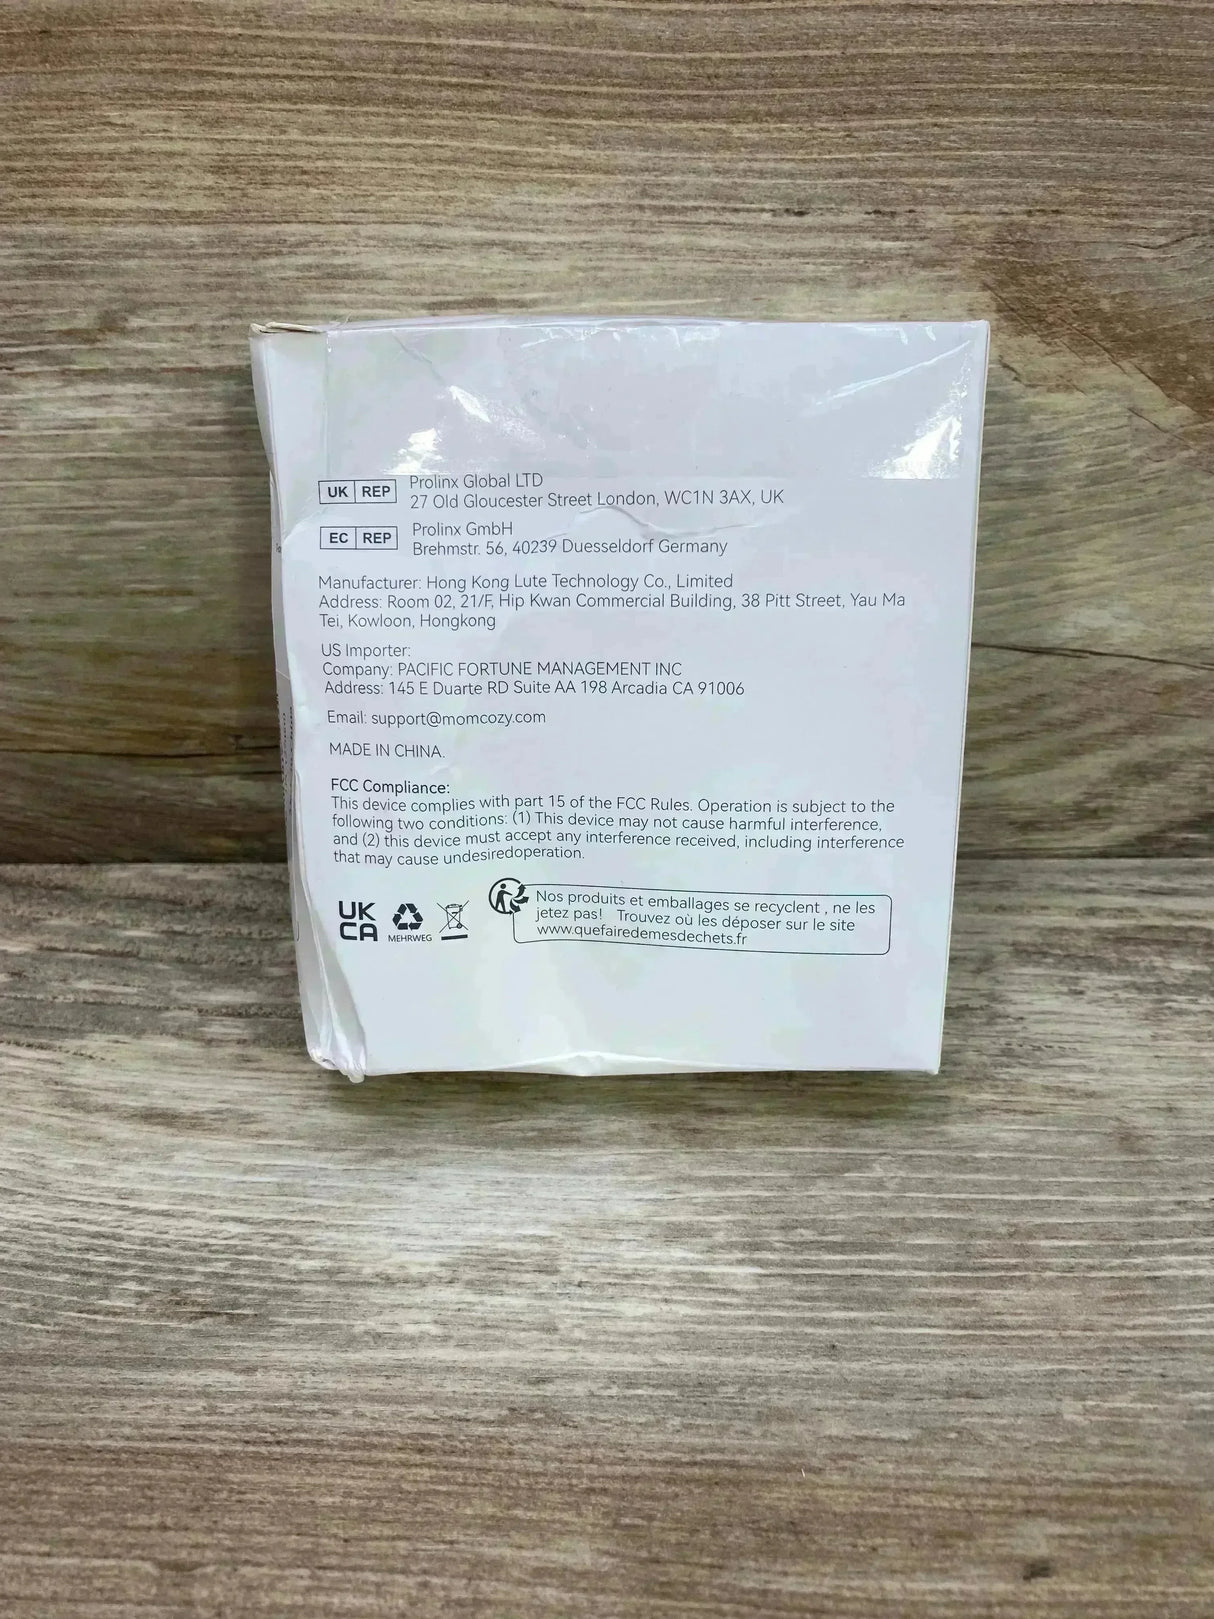 UK REP Prolinx Global LTD
27 Old Gloucester Street London, WC1N 3AX, UK
EC REP Prolinx GmbH
Brehmstr. 56, 40239 Duesseldorf Germany
Manufacturer: Hong Kong Lute Technology Co., Limited
Address: Room 02, 21/F, Hip Kwan Commercial Building, 38 Pitt Street, Yau Ma
Tei, Kowloon, Hongkong
US Importer:
Company: PACIFIC FORTUNE MANAGEMENT INC
Address: 145 E Duarte RD Suite AA 198 Arcadia CA 91006
Email: support@momcozy.com
MADE IN CHINA.
FCC Compliance:
This device complies with part 15 of the FCC Rules. Operation is subject to the
following two conditions: (1) This device may not cause harmful interference,
and (2) this device must accept any interference received, including interference
that may cause undesiredoperation.
UK
CA
MEHRWEG
Nos produits et emballages se recyclent , ne les
jetez pas! Trouvez où les déposer sur le site
www.quefairedemesdechets.fr